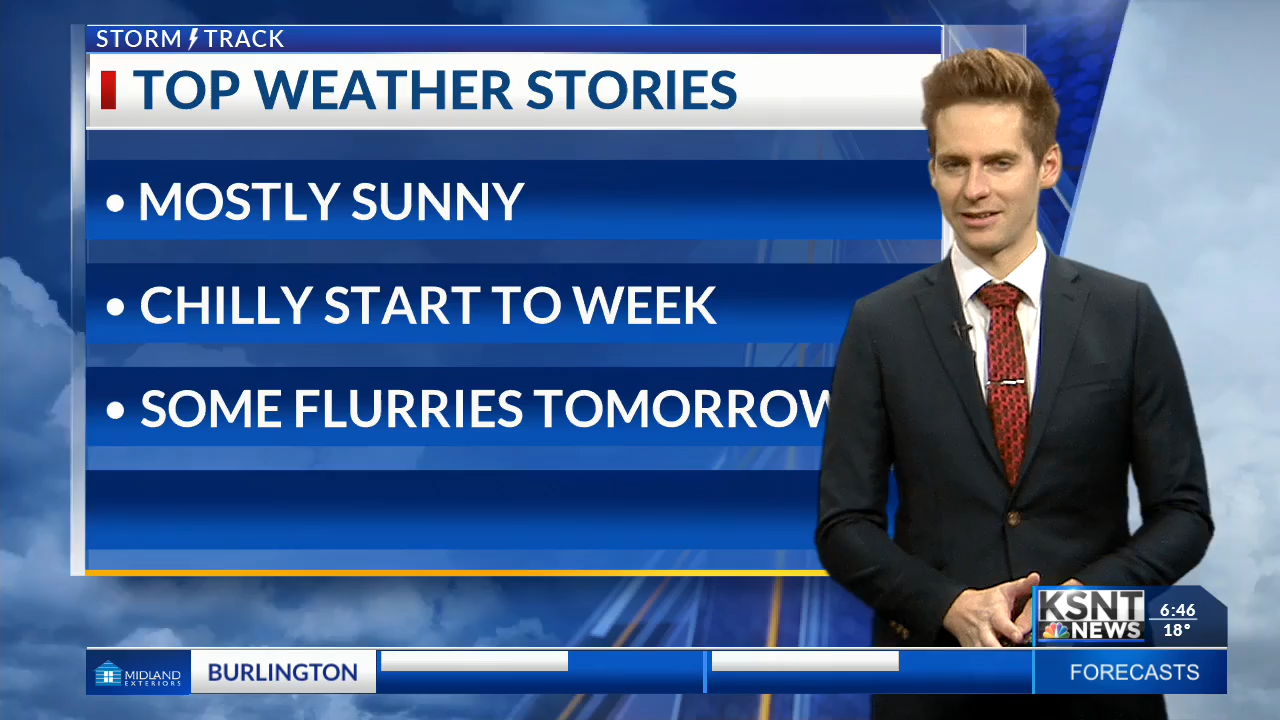 STORM TRACK
TOP WEATHER STORIES
• MOSTLY SUNNY
• CHILLY START TO WEEK
• SOME FLURRIES TOMORROW
KSNT
NEWS
6:46
18°
MIDLAND
EXTERIORS
BURLINGTON
FORECASTS